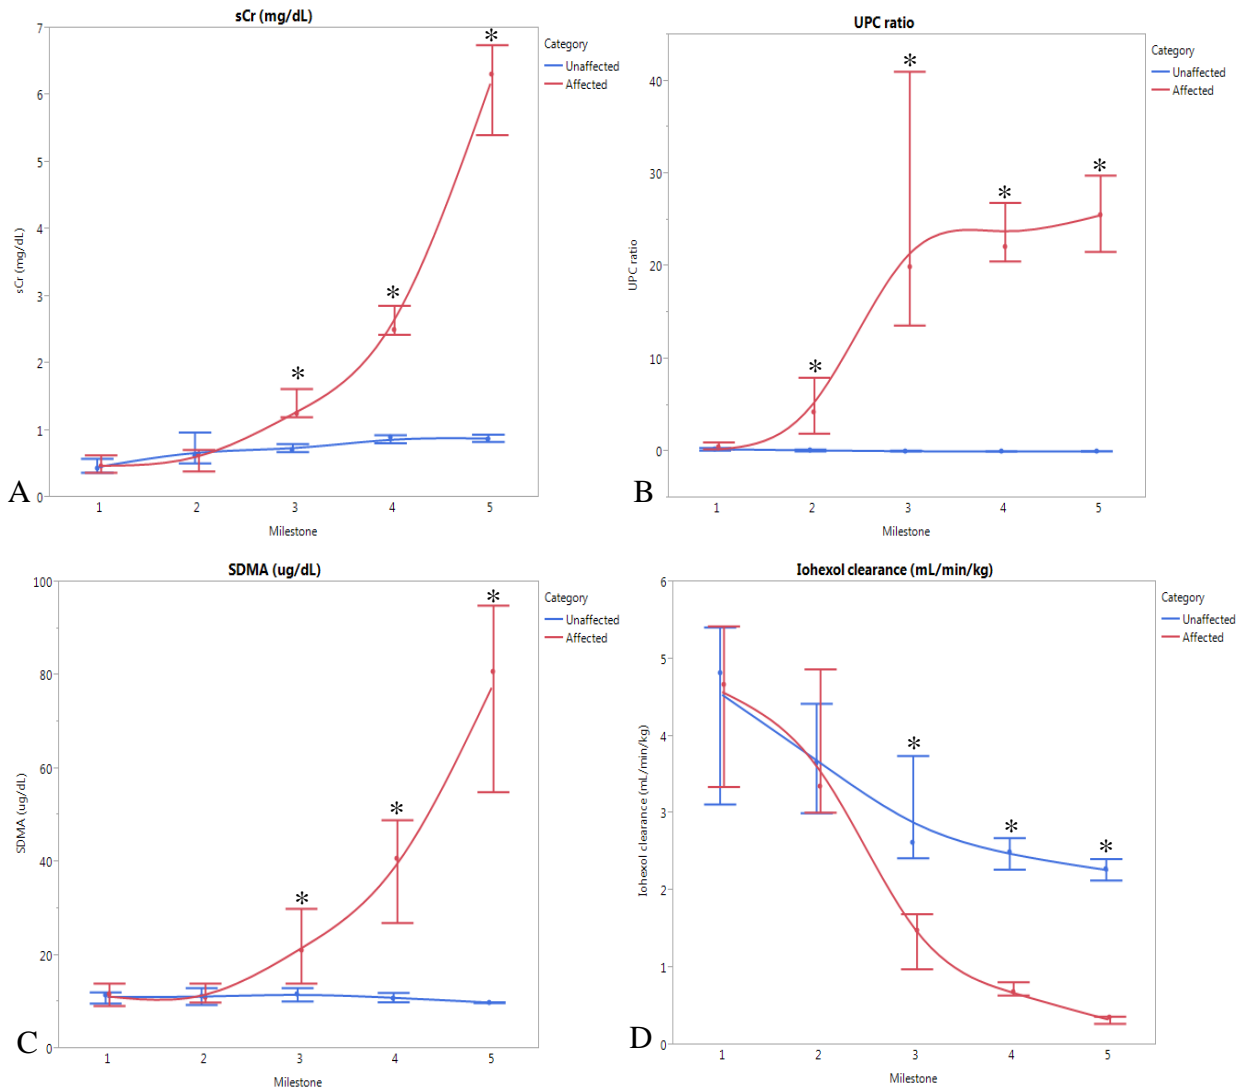 sCr (mg/dL)
7
6
5
4
3
2
1
0
sCr (mg/dL)
*
*
*
1 2 3 4 5
Milestone
Category
Unaffected
Affected
A
UPC ratio
40
30
20
10
0
UPC ratio
*
*
*
*
1 2 3 4 5
Milestone
Category
Unaffected
Affected
B
SDMA (ug/dL)
100
80
60
40
20
0
SDMA (ug/dL)
*
*
*
1 2 3 4 5
Milestone
Category
Unaffected
Affected
C
Iohexol clearance (mL/min/kg)
6
5
4
3
2
1
0
Iohexol clearance (mL/min/kg)
*
*
*
1 2 3 4 5
Milestone
Category
Unaffected
Affected
D